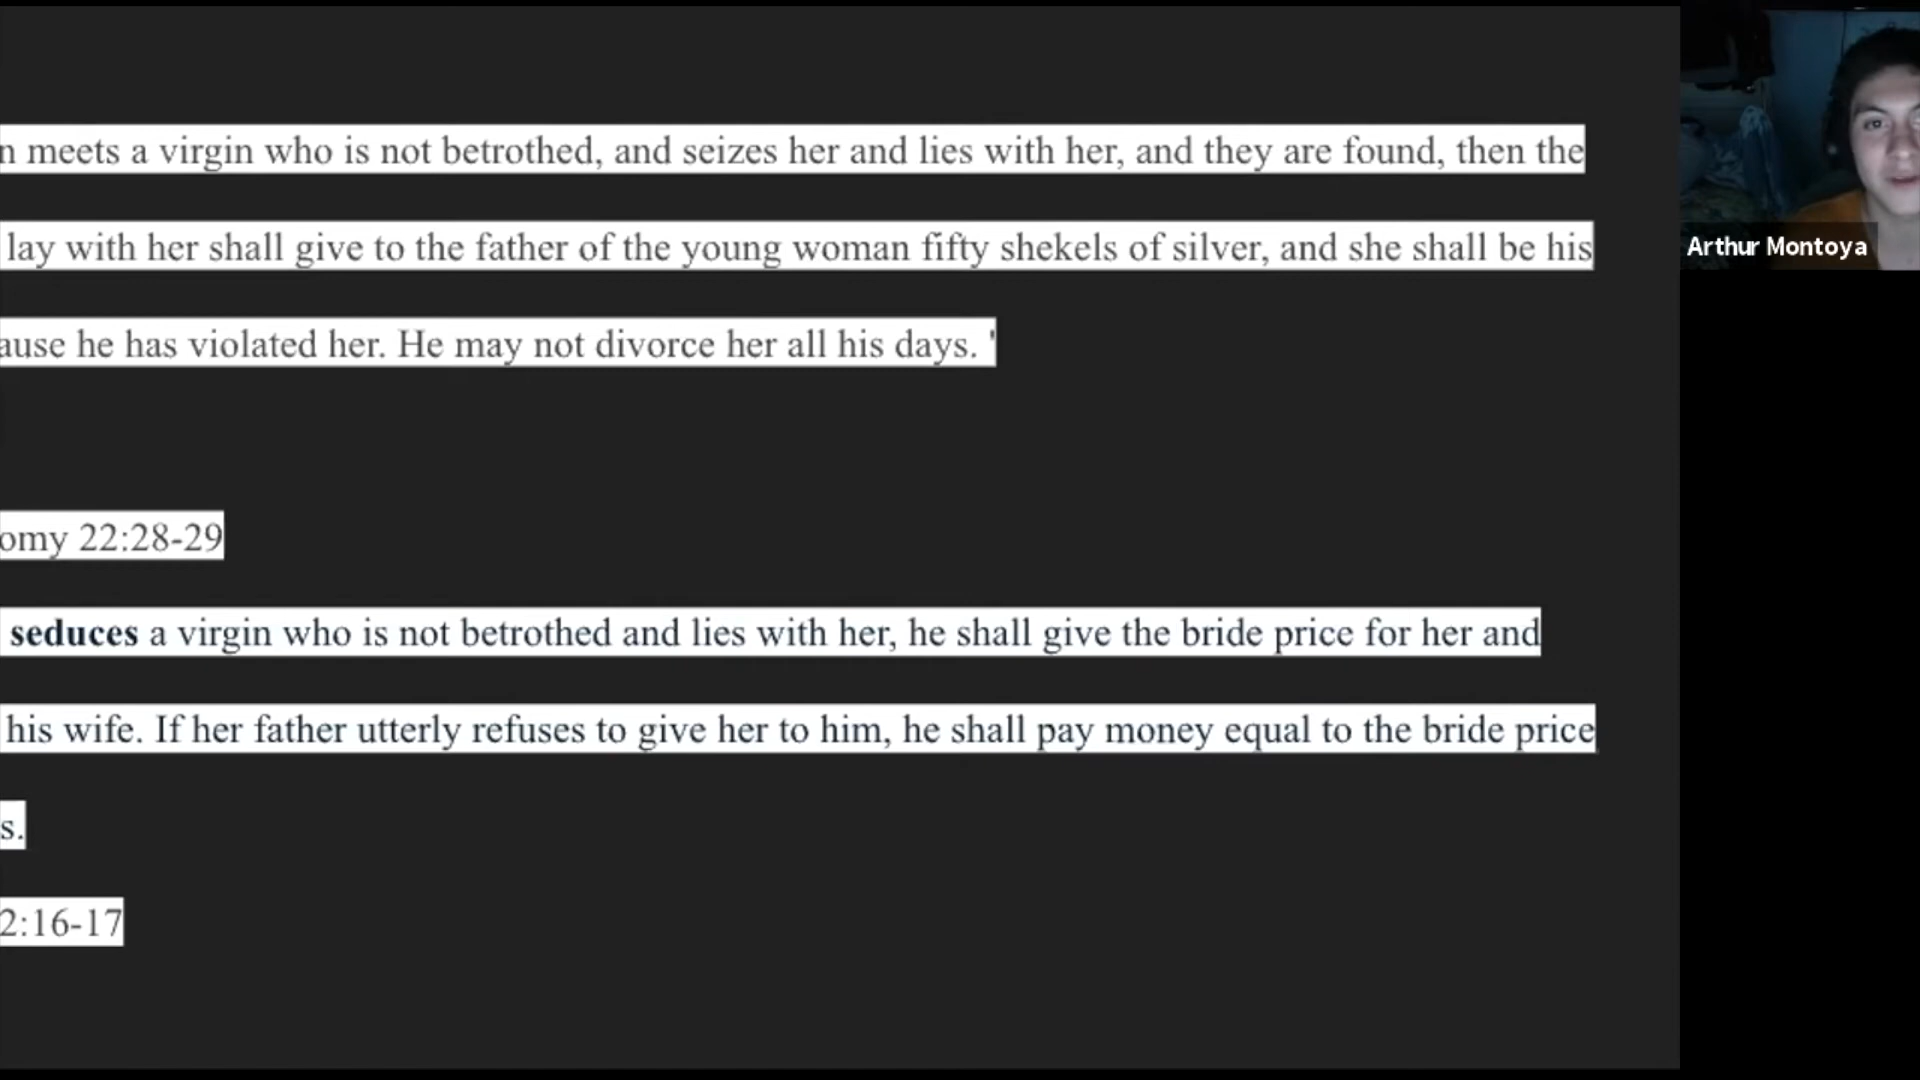 n meets a virgin who is not betrothed, and seizes her and lies with her, and they are found, then the
lay with her shall give to the father of the young woman fifty shekels of silver, and she shall be his
ause he has violated her. He may not divorce her all his days. '
omy 22:28-29
seduces a virgin who is not betrothed and lies with her, he shall give the bride price for her and
his wife. If her father utterly refuses to give her to him, he shall pay money equal to the bride price
s.
2:16-17
Arthur Montoya